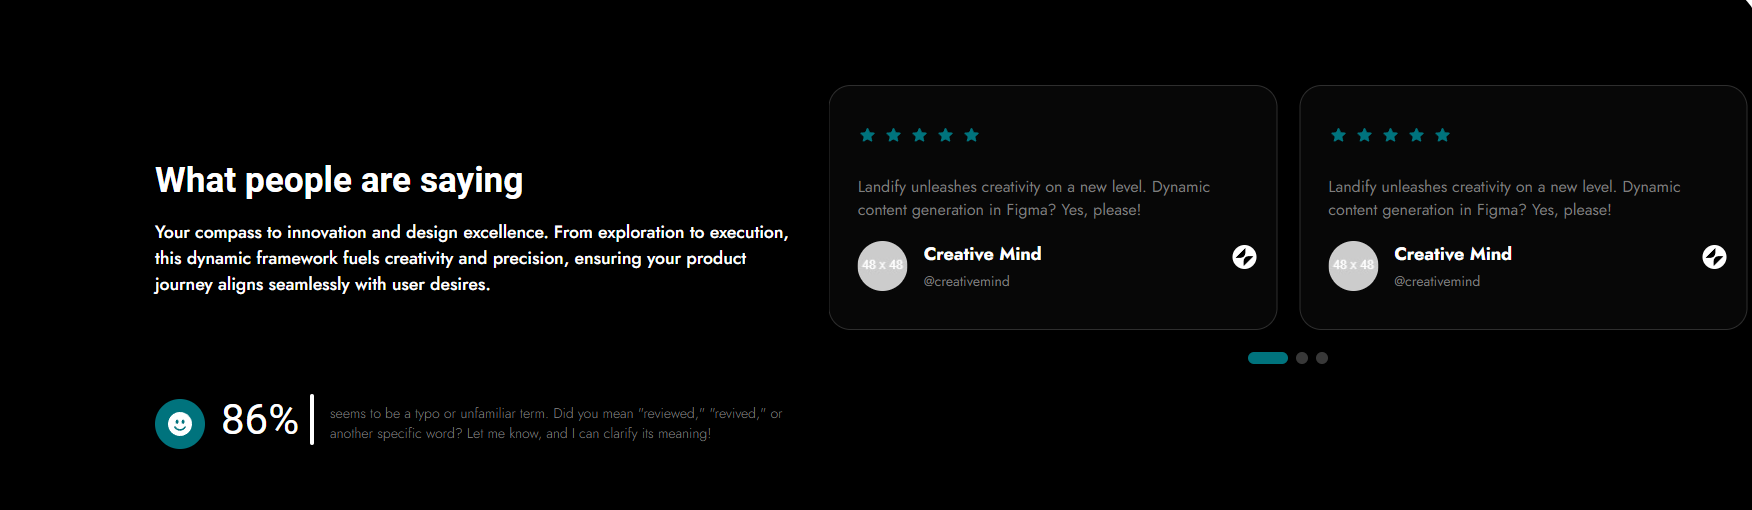 What people are saying
Your compass to innovation and design excellence. From exploration to execution,
this dynamic framework fuels creativity and precision, ensuring your product
journey aligns seamlessly with user desires.
86%
seems to be a typo or unfamiliar term. Did you mean "reviewed," "revived," or
another specific word? Let me know, and I can clarify its meaning!
Landify unleashes creativity on a new level. Dynamic
content generation in Figma? Yes, please!
48 x 48
Creative Mind
@creativemind
Landify unleashes creativity on a new level. Dynamic
content generation in Figma? Yes, please!
48 x 48
Creative Mind
@creativemind